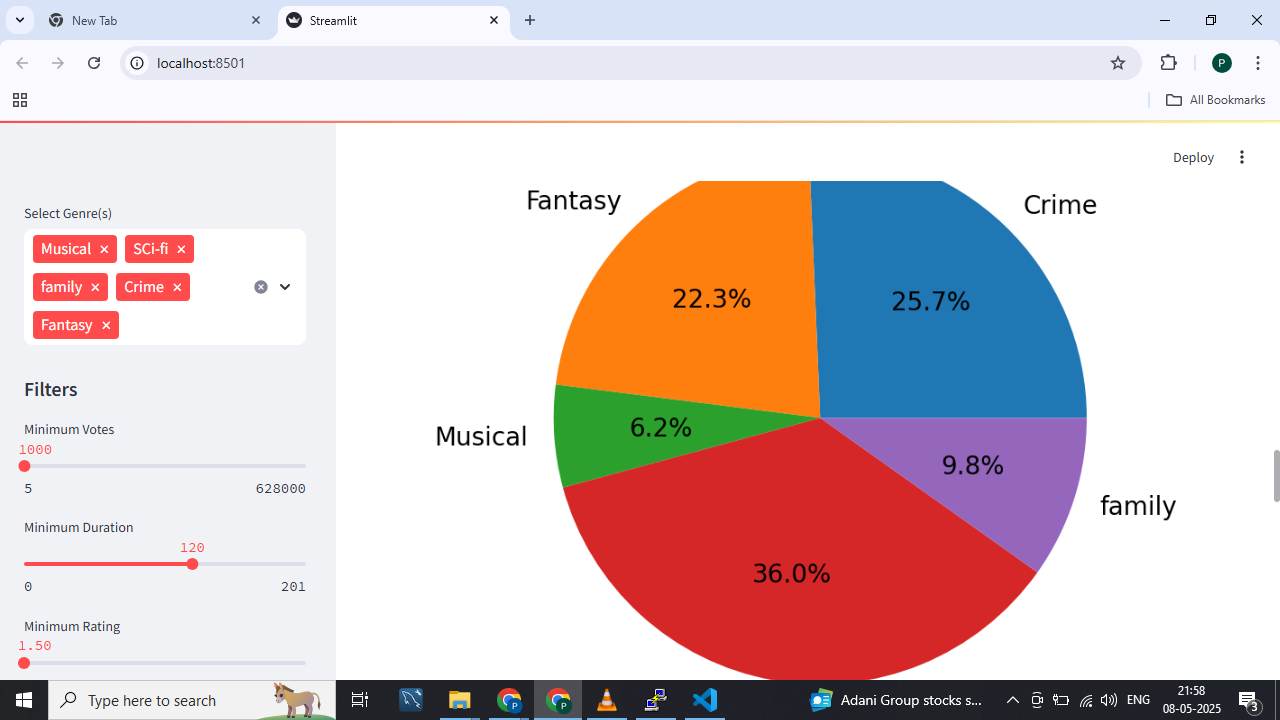 New Tab
Streamlit
localhost:8501
P
All Bookmarks
Deploy
Select Genre(s)
Musical
SCi-fi
family
Crime
Fantasy
Filters
Minimum Votes
1000
5
628000
Minimum Duration
120
0
201
Minimum Rating
1.50
Fantasy
Crime
22.3%
25.7%
Musical
6.2%
9.8%
family
36.0%
Type here to search
Adani Group stocks s...
ENG
21:58
08-05-2025
3